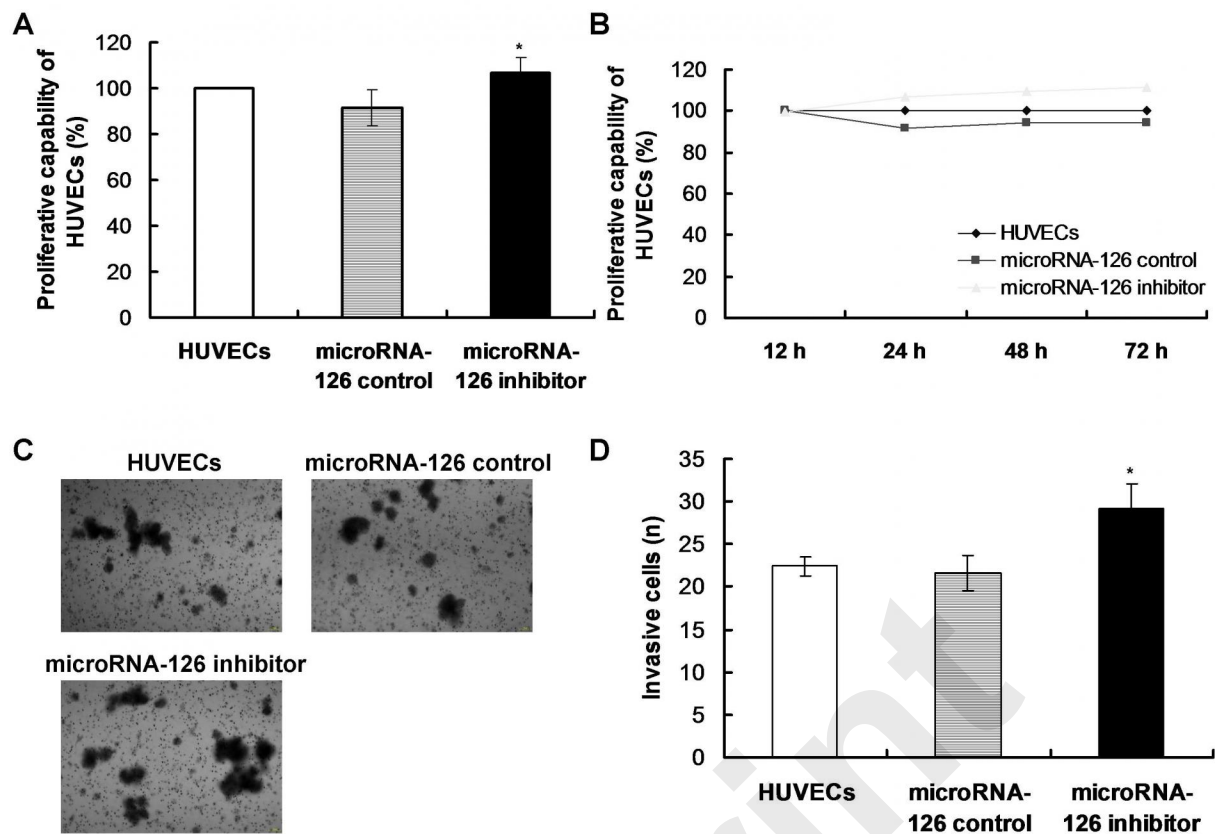 A
Proliferative capability of
HUVECs (%)
120
100
80
60
40
20
0
*
HUVECs
microRNA-
126 control
microRNA-
126 inhibitor
B
Proliferative capability of
HUVECs (%)
120
100
80
60
40
20
0
HUVECs
microRNA-126 control
microRNA-126 inhibitor
12 h
24 h
48 h
72 h
C
HUVECs
microRNA-126 control
microRNA-126 inhibitor
D
Invasive cells (n)
35
30
25
20
15
10
5
0
*
HUVECs
microRNA-
126 control
microRNA-
126 inhibitor
rint